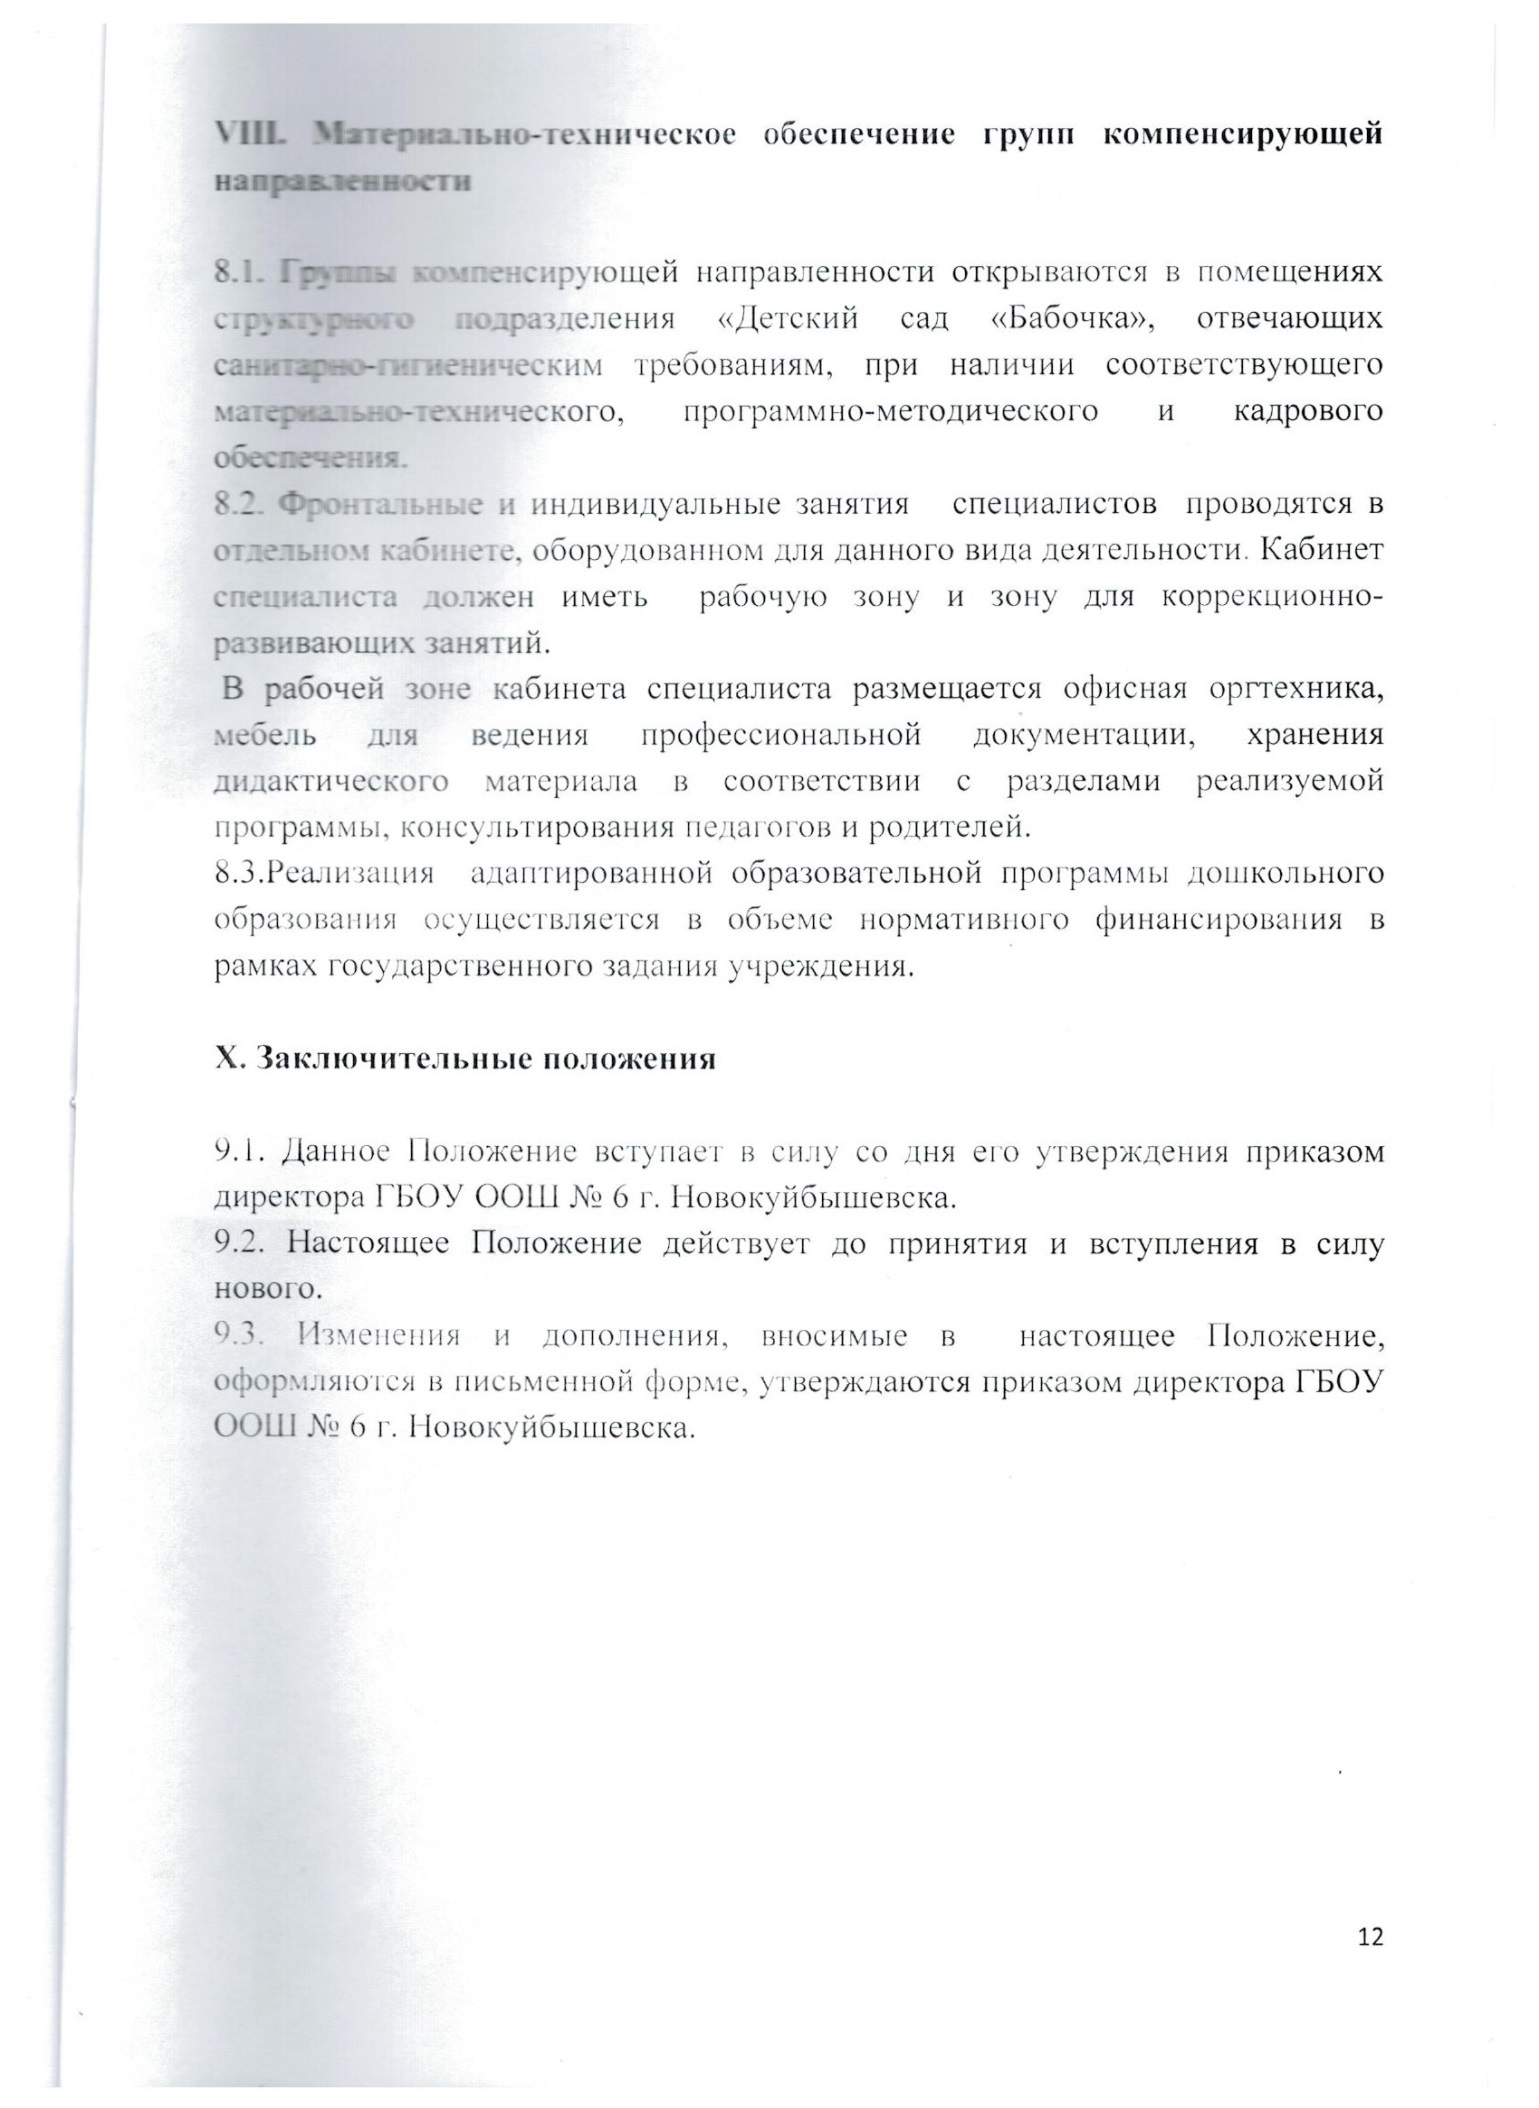 VIII. Материально-техническое обеспечение групп компенсирующей
направленности
8.1. Группы компенсирующей направленности открываются в помещениях
структурного подразделения «Детский сад «Бабочка», отвечающих
санитарно-гигиеническим требованиям, при наличии соответствующего
материально-технического, программно-методического и кадрового
обеспечения.
8.2. Фронтальные и индивидуальные занятия специалистов проводятся в
отдельном кабинете, оборудованном для данного вида деятельности. Кабинет
специалиста должен иметь рабочую зону и зону для коррекционно-
развивающих занятий.
В рабочей зоне кабинета специалиста размещается офисная оргтехника,
мебель для ведения профессиональной документации, хранения
дидактического материала в соответствии с разделами реализуемой
программы, консультирования педагогов и родителей.
8.3.Реализация адаптированной образовательной программы дошкольного
образования осуществляется в объеме нормативного финансирования в
рамках государственного задания учреждения.
X. Заключительные положения
9.1. Данное Положение вступает в силу со дня его утверждения приказом
директора ГБОУ ООШ № 6 г. Новокуйбышевска.
9.2. Настоящее Положение действует до принятия и вступления в силу
нового.
9.3. Изменения и дополнения, вносимые в настоящее Положение,
оформляются в письменной форме, утверждаются приказом директора ГБОУ
ООШ № 6 г. Новокуйбышевска.
12